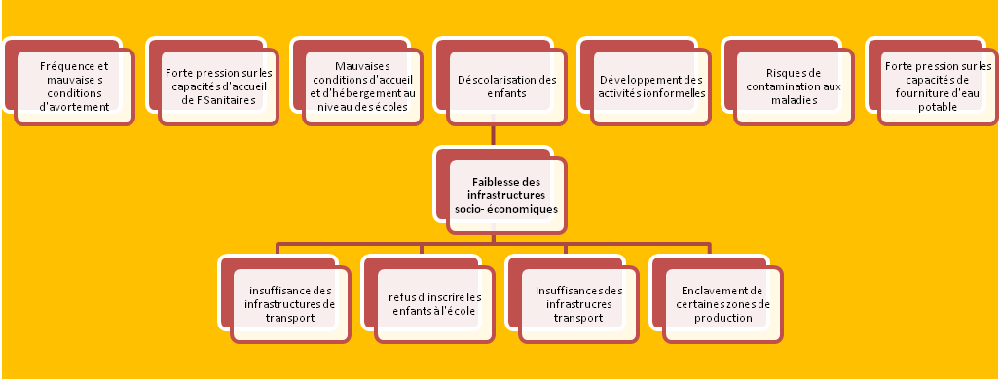 Fréquence et
mauvaise s
conditions
d'avortement
Forte pression sur les
capacités d'accueil
de F Sanitaires
Mauvaises
conditions d'accueil
et d'hébergement au
niveau des écoles
Déscolarisation des
enfants
Développement des
activités ionformelles
Risques de
contamination aux
maladies
Forte pression sur les
capacités de
fourniture d'eau
potable
Faiblesse des
infrastructures
socio- économiques
insuffisance des
infrastructures de
transport
refus d'inscrire les
enfants à l'école
Insuffisances des
infrastrucres
transport
Enclavement de
certaines zones de
production